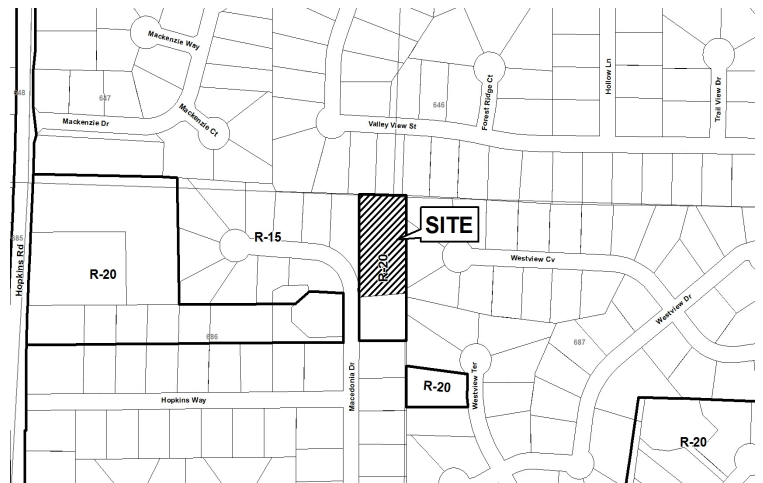 Mackenzie Way
Hollow Ln
Trail View Dr
648
647
646
Forest Ridge Ct
Mackenzie Ct
Mackenzie Dr
Valley View St
SITE
R-15
685
R-20
R-20
Hopkins Rd
Westview Cv
Westview Dr
686
687
Macedonia Dr
Westview Ter
R-20
Hopkins Way
R-20